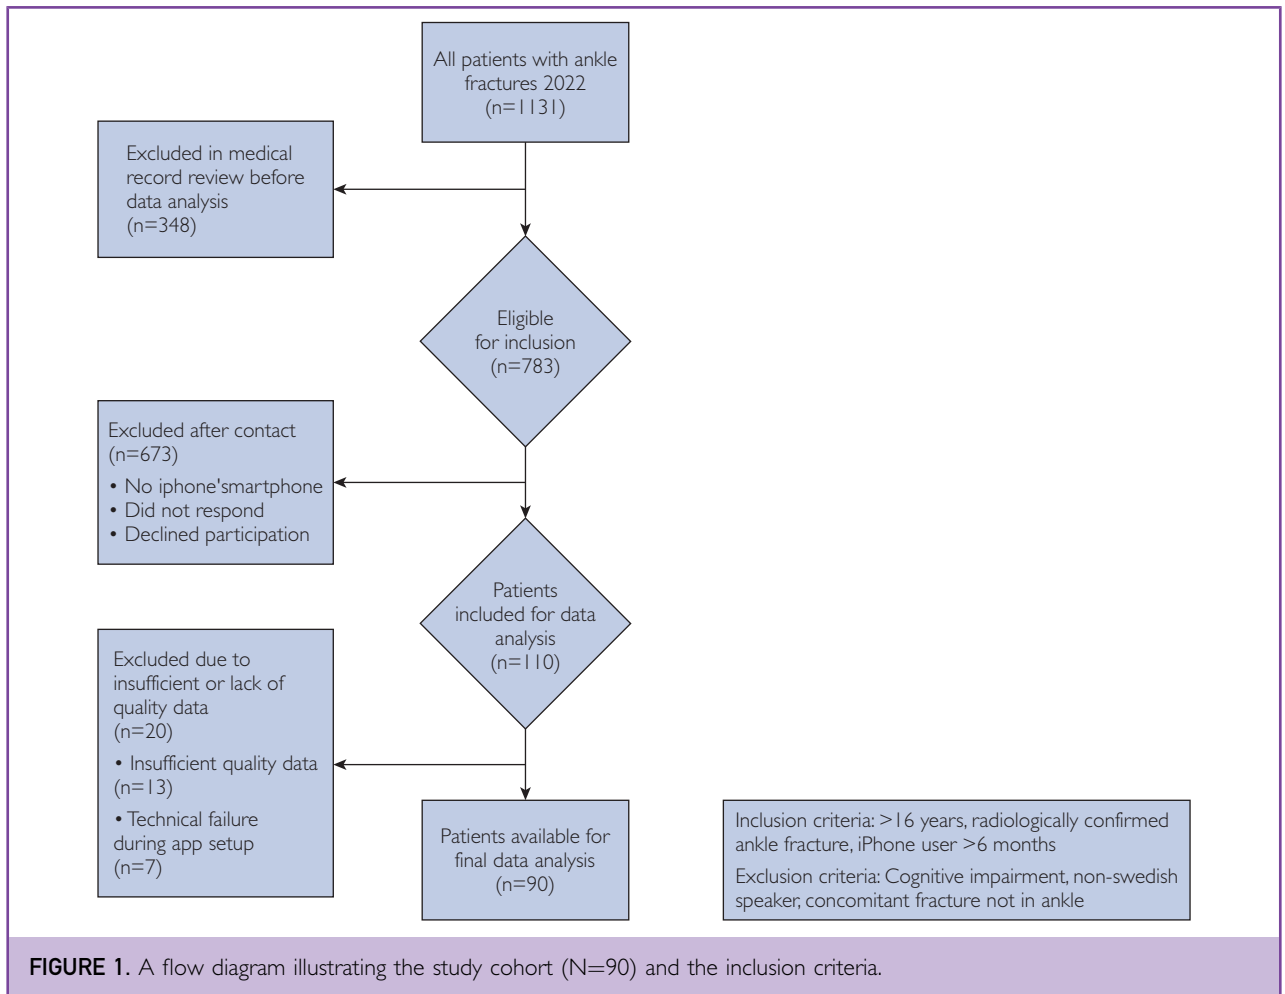 All patients with ankle
fractures 2022
(n=1131)
Excluded in medical
record review before
data analysis
(n=348)
Eligible
for inclusion
(n=783)
Excluded after contact
(n=673)
• No iphone'smartphone
• Did not respond
• Declined participation
Patients
included for data
analysis
(n=110)
Excluded due to
insufficient or lack of
quality data
(n=20)
• Insufficient quality data
(n=13)
• Technical failure
during app setup
(n=7)
Patients available for
final data analysis
(n=90)
Inclusion criteria: >16 years, radiologically confirmed
ankle fracture, iPhone user >6 months
Exclusion criteria: Cognitive impairment, non-swedish
speaker, concomitant fracture not in ankle
FIGURE 1. A flow diagram illustrating the study cohort (N=90) and the inclusion criteria.